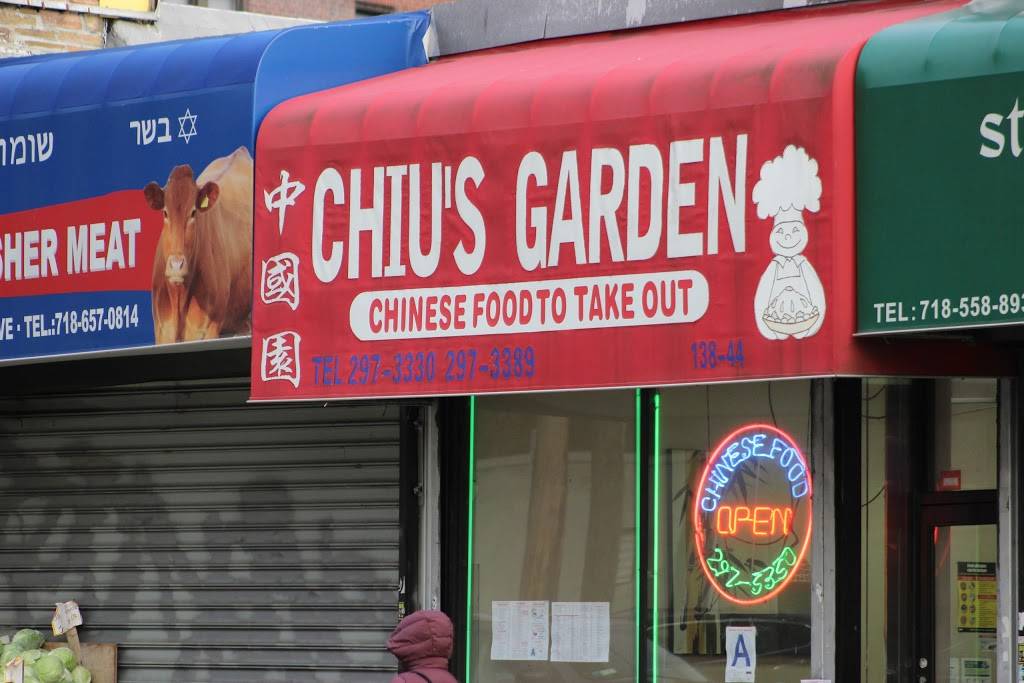 שומר
בשר
SHER MEAT
VE · TEL.:718-657-0814
中國園
CHIU'S GARDEN
CHINESE FOOD TO TAKE OUT
TEL 297-3330 297-3389
138-44
st
TEL: 718-558-89
CHINESE FOOD
OPEN
297-3330
A